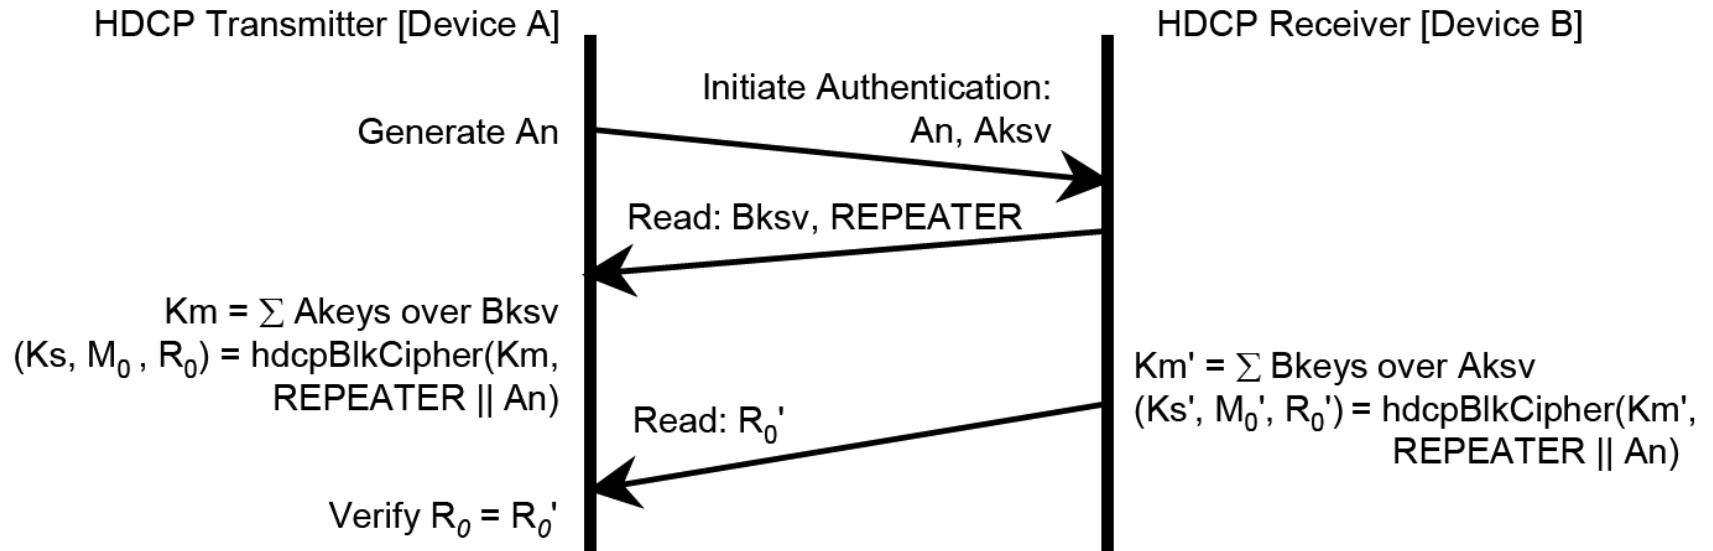 HDCP Transmitter [Device A]
HDCP Receiver [Device B]
Initiate Authentication:
An, Aksv
Generate An
Read: Bksv, REPEATER
Km = ∑ Akeys over Bksv
(Ks, M₀ , R₀) = hdcpBlkCipher(Km,
REPEATER || An)
Km' = ∑ Bkeys over Aksv
(Ks', M₀', R₀') = hdcpBlkCipher(Km',
REPEATER || An)
Read: R₀'
Verify R₀ = R₀'